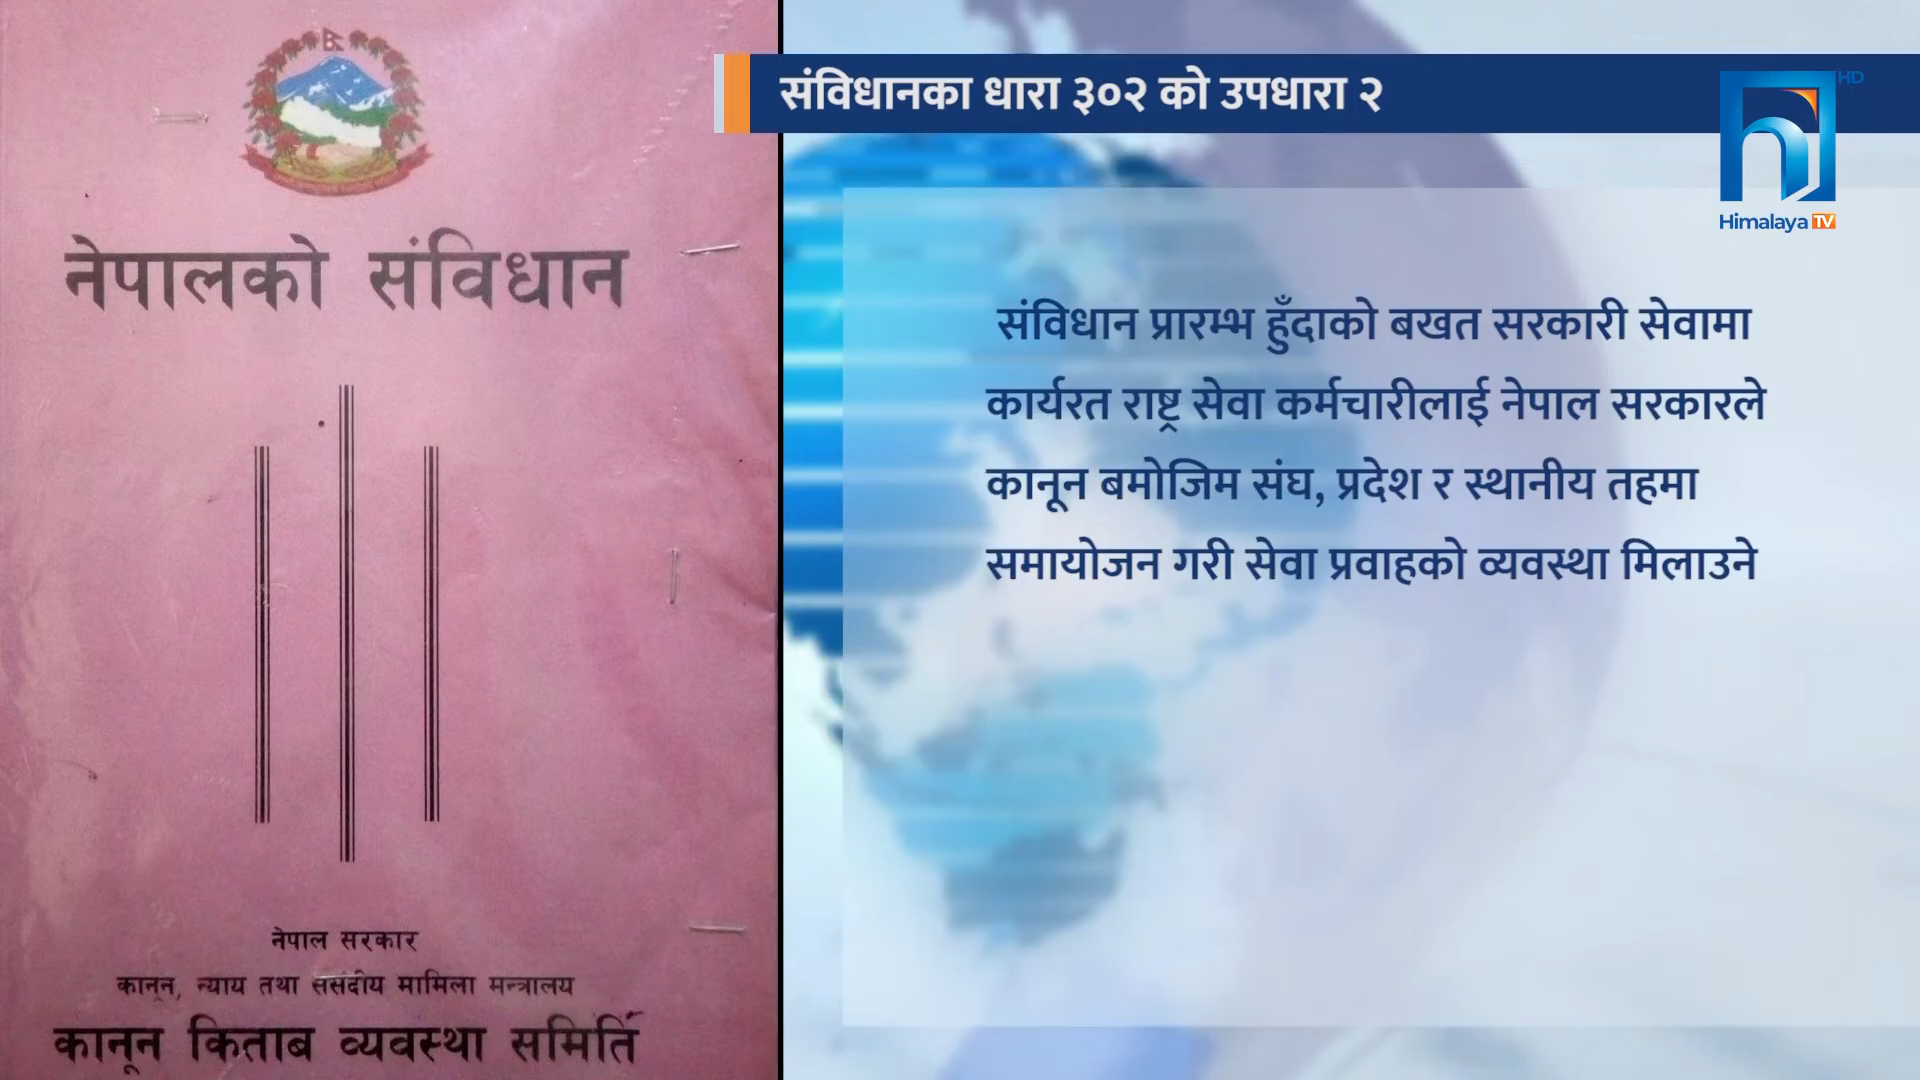 नेपालको संविधान
नेपाल सरकार
कानून, न्याय तथा संसदीय मामिला मन्त्रालय
कानून किताब व्यवस्था समिति
संविधानका धारा ३०२ को उपधारा २
HD
Himalaya TV
संविधान प्रारम्भ हुँदाको बखत सरकारी सेवामा
कार्यरत राष्ट्र सेवा कर्मचारीलाई नेपाल सरकारले
कानून बमोजिम संघ, प्रदेश र स्थानीय तहमा
समायोजन गरी सेवा प्रवाहको व्यवस्था मिलाउने